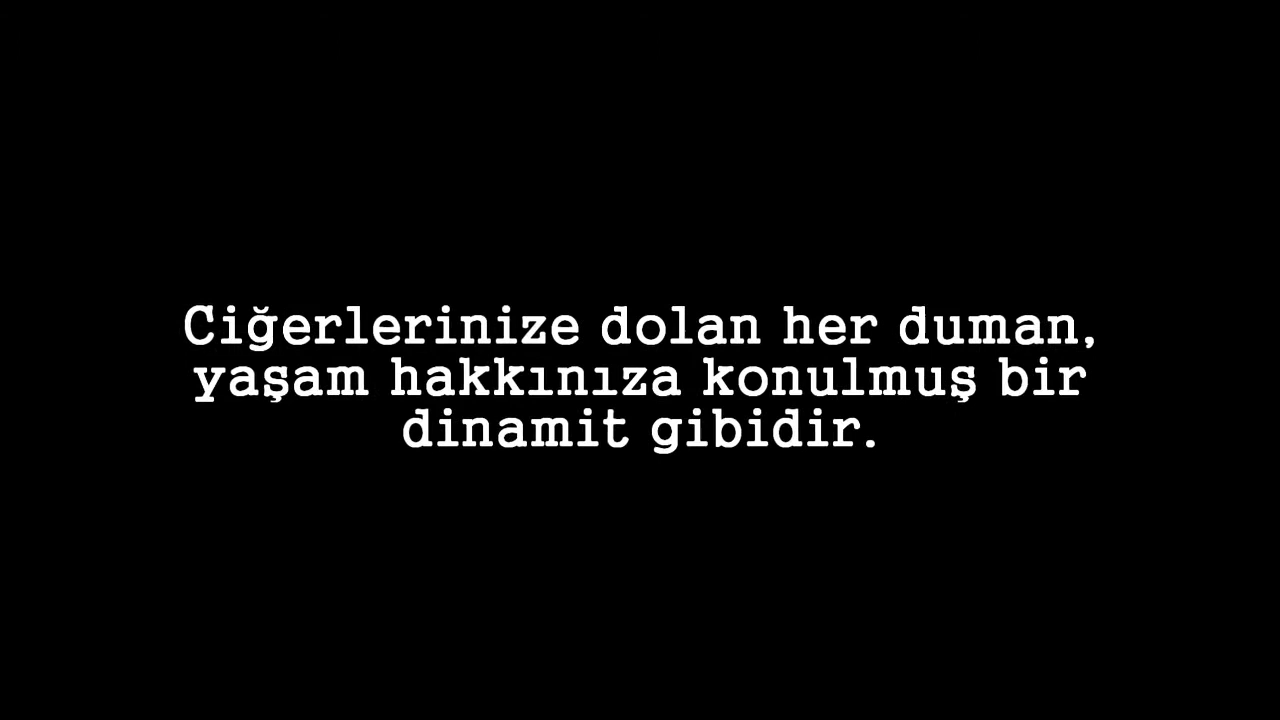 Ciğerlerinize dolan her duman,
yaşam hakkınıza konulmuş bir
dinamit gibidir.